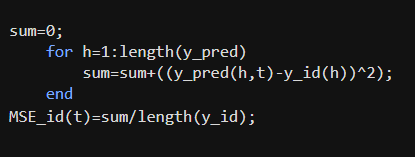 sum=0;
for h=1:length(y_pred)
sum=sum+((y_pred(h,t)-y_id(h))^2);
end
MSE_id(t)=sum/length(y_id);